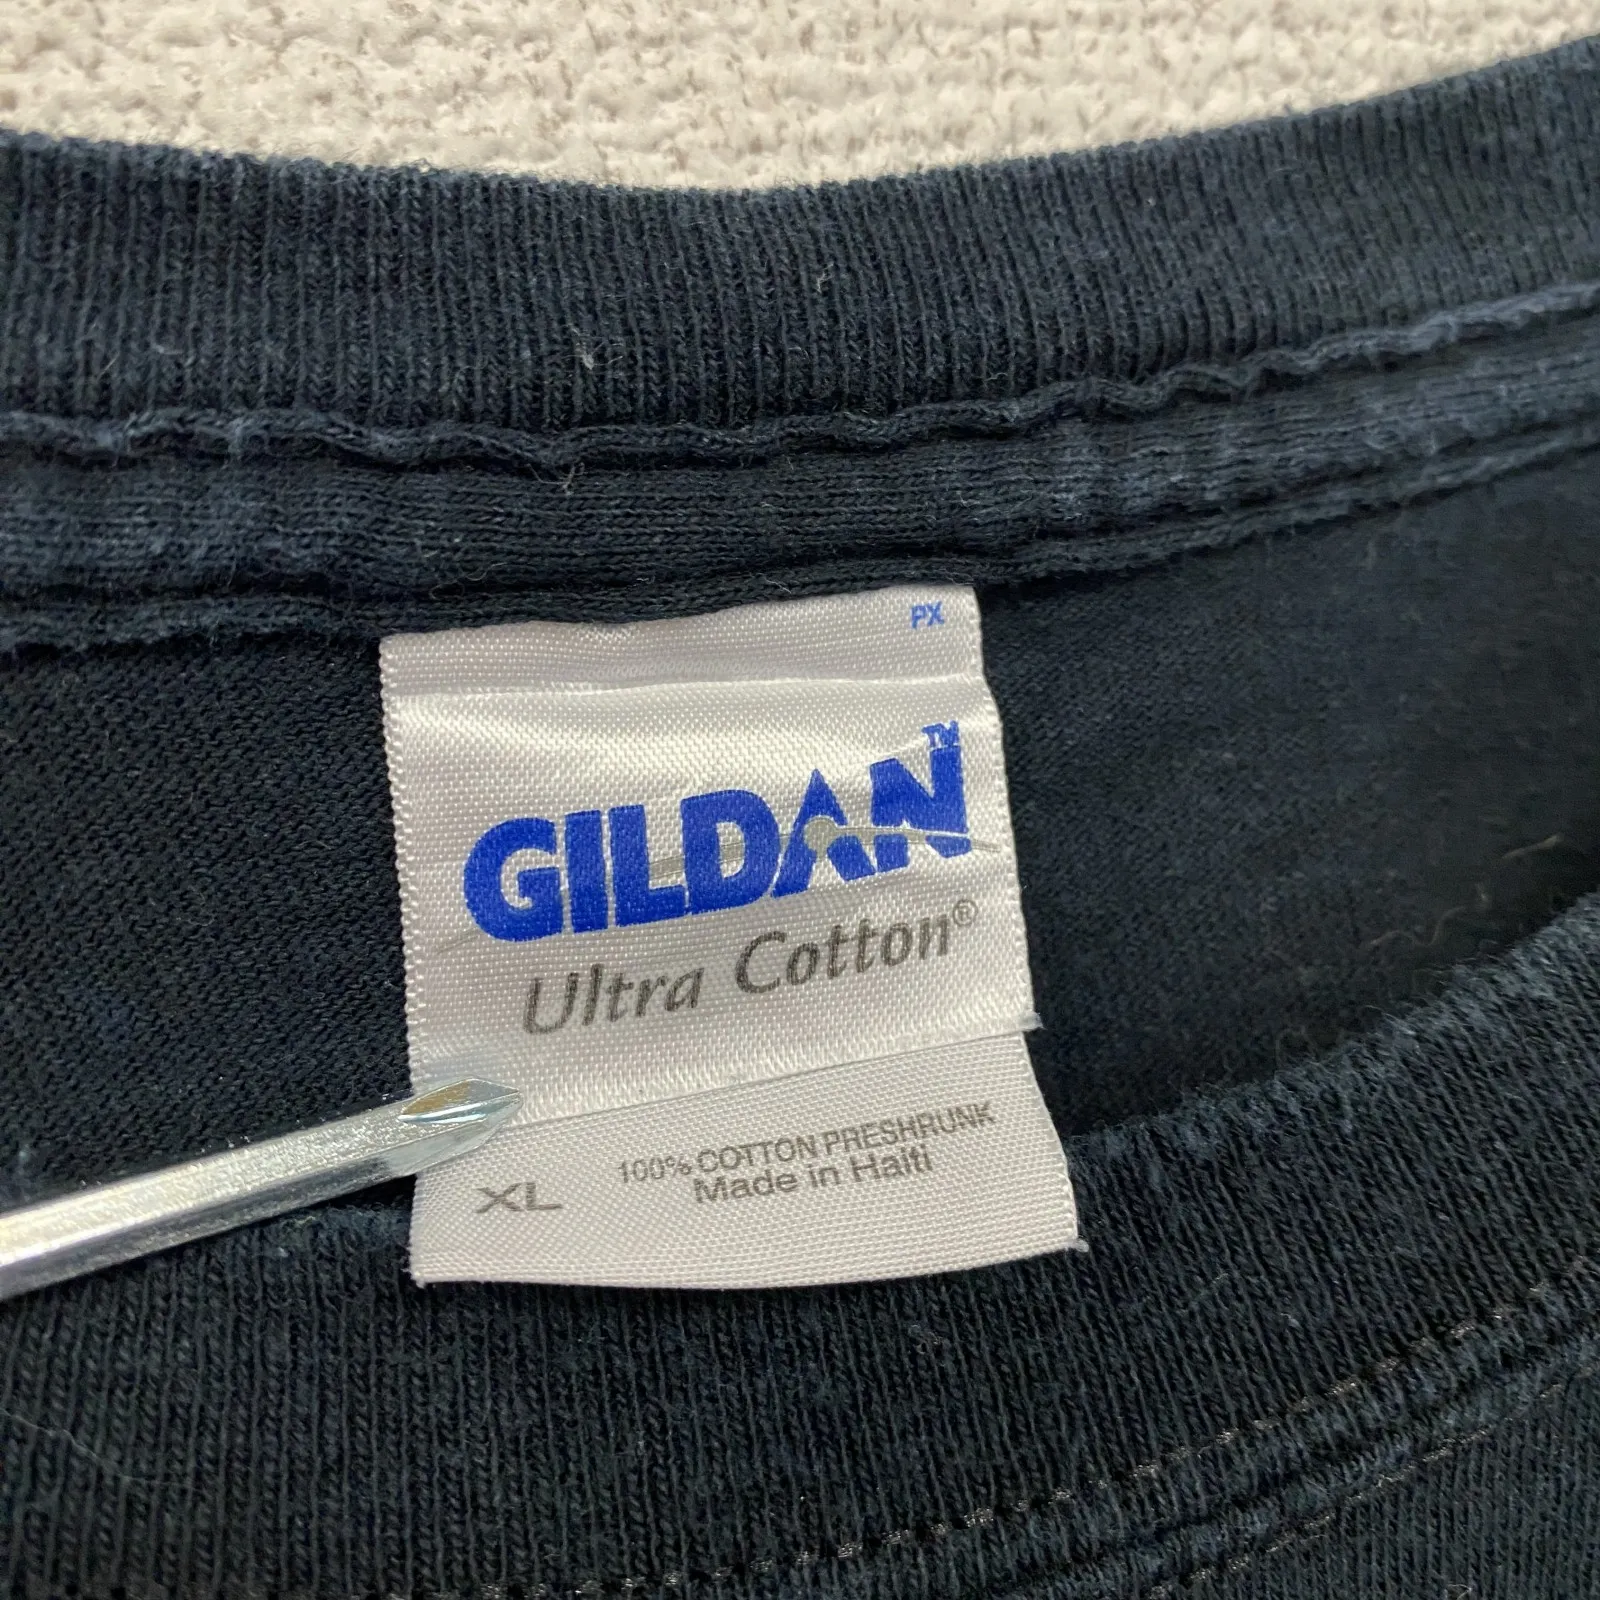 PX
GILDAN™
Ultra Cotton®
100% COTTON PRESHRUNK
XL Made in Haiti